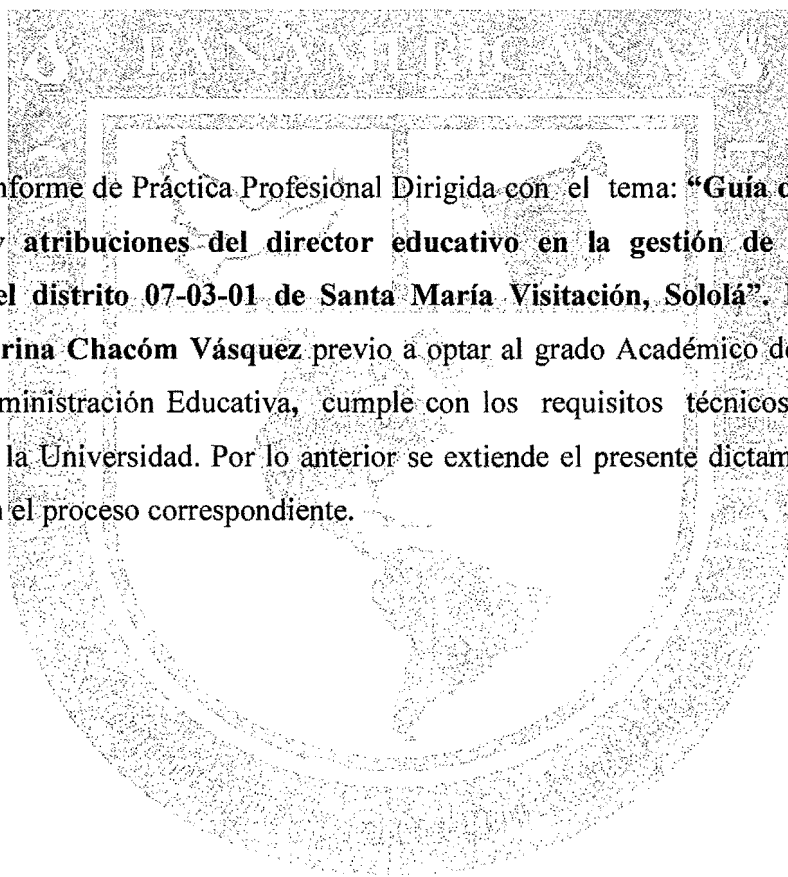 PANAMERICANA
nforme de Práctica Profesional Dirigida con el tema: “Guía d
atribuciones del director educativo en la gestión de
el distrito 07-03-01 de Santa María Visitación, Sololá”.
rina Chacóm Vásquez previo a optar al grado Académico d
ministración Educativa, cumple con los requisitos técnicos
la Universidad. Por lo anterior se extiende el presente dictam
el proceso correspondiente.